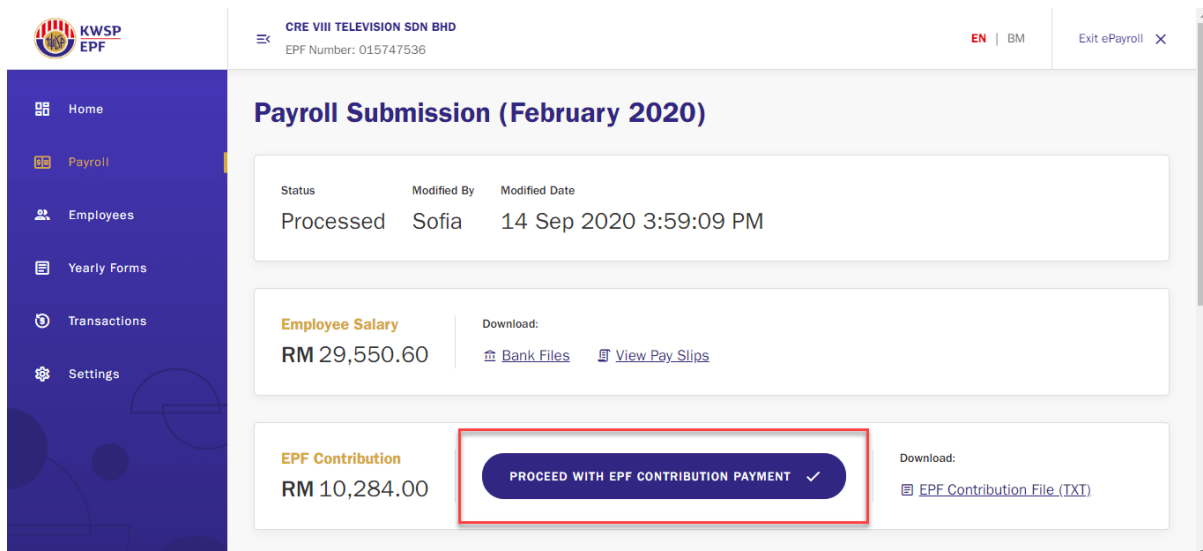 KWSP
EPF
CRE VIII TELEVISION SDN BHD
EPF Number: 015747536
EN | BM
Exit ePayroll
Home
Payroll
Employees
Yearly Forms
Transactions
Settings
Payroll Submission (February 2020)
Status Modified By Modified Date
Processed Sofia 14 Sep 2020 3:59:09 PM
Employee Salary Download:
RM 29,550.60 Bank Files View Pay Slips
EPF Contribution Download:
RM 10,284.00 PROCEED WITH EPF CONTRIBUTION PAYMENT EPF Contribution File (TXT)